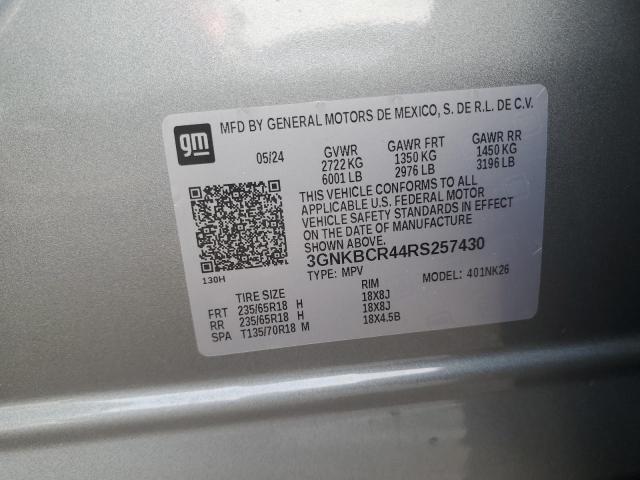 gm
MFD BY GENERAL MOTORS DE MEXICO, S. DE R.L. DE C.V.
05/24 GVWR GAWR FRT GAWR RR
2722 KG 1350 KG 1450 KG
6001 LB 2976 LB 3196 LB
THIS VEHICLE CONFORMS TO ALL
APPLICABLE U.S. FEDERAL MOTOR
VEHICLE SAFETY STANDARDS IN EFFECT
ON THE DATE OF MANUFACTURE
SHOWN ABOVE.
3GNKBCR44RS257430
130H
TYPE: MPV MODEL: 401NK26
TIRE SIZE RIM
FRT 235/65R18 H 18X8J
RR 235/65R18 H 18X8J
SPA T135/70R18 M 18X4.5B